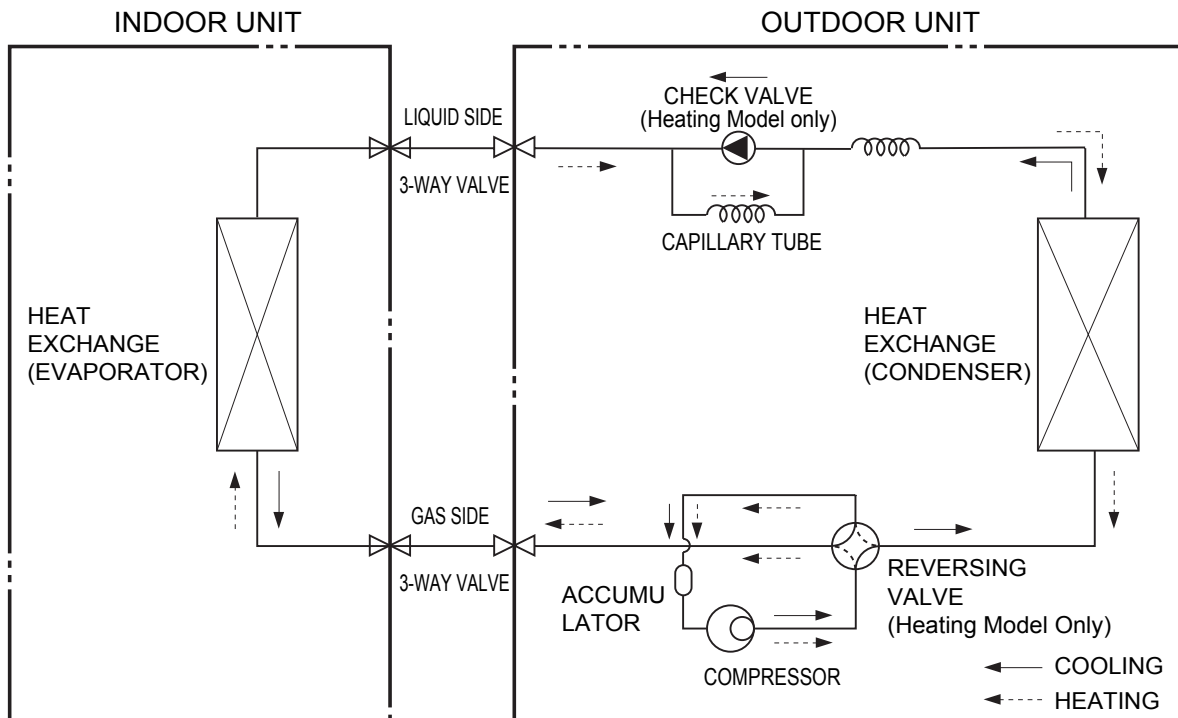 INDOOR UNIT
OUTDOOR UNIT
LIQUID SIDE
3-WAY VALVE
CHECK VALVE
(Heating Model only)
CAPILLARY TUBE
HEAT
EXCHANGE
(EVAPORATOR)
HEAT
EXCHANGE
(CONDENSER)
GAS SIDE
3-WAY VALVE
ACCUMU
LATOR
COMPRESSOR
REVERSING
VALVE
(Heating Model Only)
COOLING
HEATING